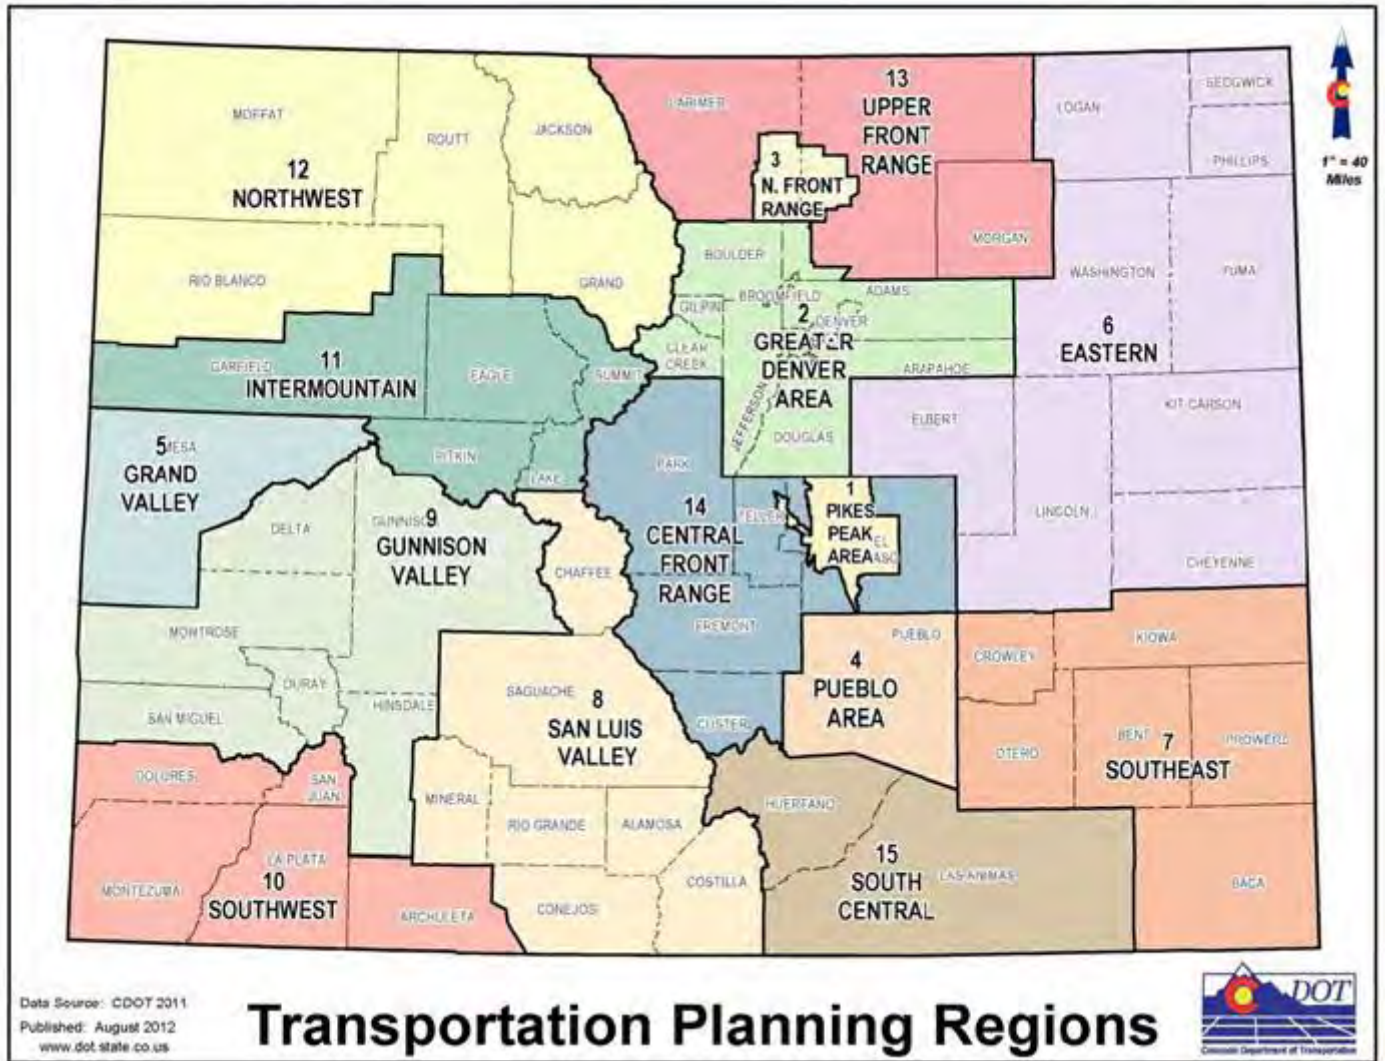 MOFFAT
ROUTT
JACKSON
LARIMER
13
UPPER
FRONT
RANGE
LOGAN
SEDGWICK
PHILLIPS
1" = 40
Miles
12
NORTHWEST
3
N. FRONT
RANGE
MORGAN
RIO BLANCO
GRAND
BOULDER
BROOMFIELD
ADAMS
WASHINGTON
YUMA
GILPIN
2
DENVER
GREATER
DENVER
AREA
CLEAR
CREEK
ARAPAHOE
JEFFERSON
DOUGLAS
6
EASTERN
GARFIELD
11
INTERMOUNTAIN
EAGLE
SUMMIT
ELBERT
KIT CARSON
5
MESA
GRAND
VALLEY
PITKIN
LAKE
PARK
DELTA
9
GUNNISON
VALLEY
CHAFFEE
14
CENTRAL
FRONT
RANGE
TELLER
1
PIKES
PEAK
AREA
EL
LINCOLN
CHEYENNE
MONTROSE
FREMONT
PUEBLO
CROWLEY
KIOWA
OURAY
SAN MIGUEL
HINSDALE
SAGUACHE
8
SAN LUIS
VALLEY
CUSTER
4
PUEBLO
AREA
OTERO
BENT
7
SOUTHEAST
PROWERS
DOLORES
SAN
JUAN
MINERAL
RIO GRANDE
ALAMOSA
HUERFANO
MONTEZUMA
LA PLATA
10
SOUTHWEST
ARCHULETA
CONEJOS
COSTILLA
15
SOUTH
CENTRAL
LAS ANIMAS
BACA
Data Source: CDOT 2011
Published: August 2012
www.dot.state.co.us
Transportation Planning Regions
DOT
Colorado Department of Transportation